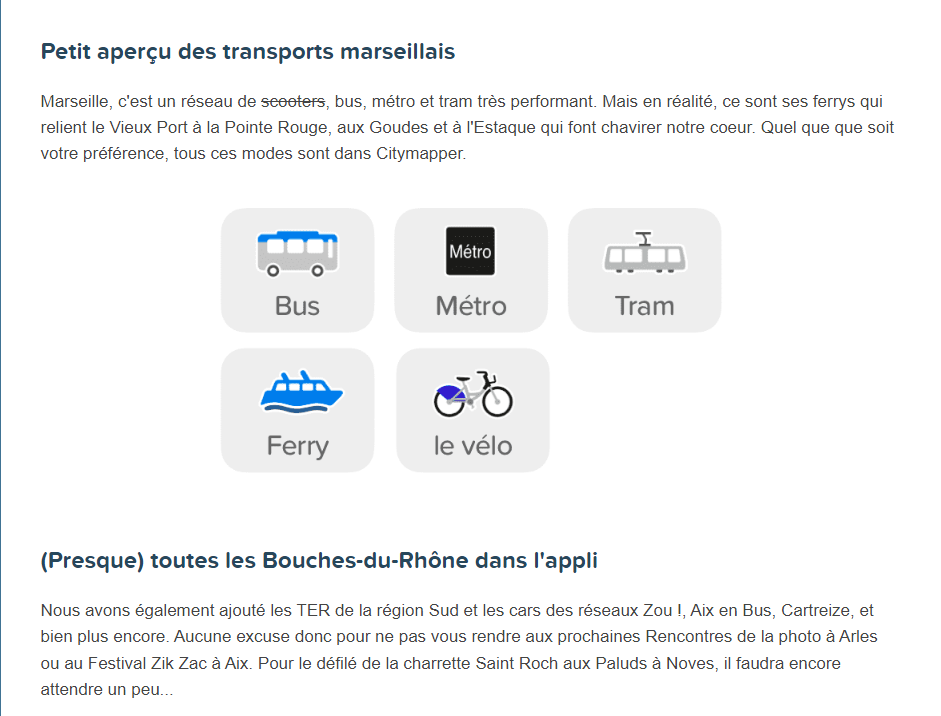 Petit aperçu des transports marseillais
Marseille, c'est un réseau de scooters, bus, métro et tram très performant. Mais en réalité, ce sont ses ferrys qui
relient le Vieux Port à la Pointe Rouge, aux Goudes et à l'Estaque qui font chavirer notre coeur. Quel que que soit
votre préférence, tous ces modes sont dans Citymapper.
Métro
Bus Métro Tram
Ferry le vélo
(Presque) toutes les Bouches-du-Rhône dans l'appli
Nous avons également ajouté les TER de la région Sud et les cars des réseaux Zou !, Aix en Bus, Cartreize, et
bien plus encore. Aucune excuse donc pour ne pas vous rendre aux prochaines Rencontres de la photo à Arles
ou au Festival Zik Zac à Aix. Pour le défilé de la charrette Saint Roch aux Paluds à Noves, il faudra encore
attendre un peu...